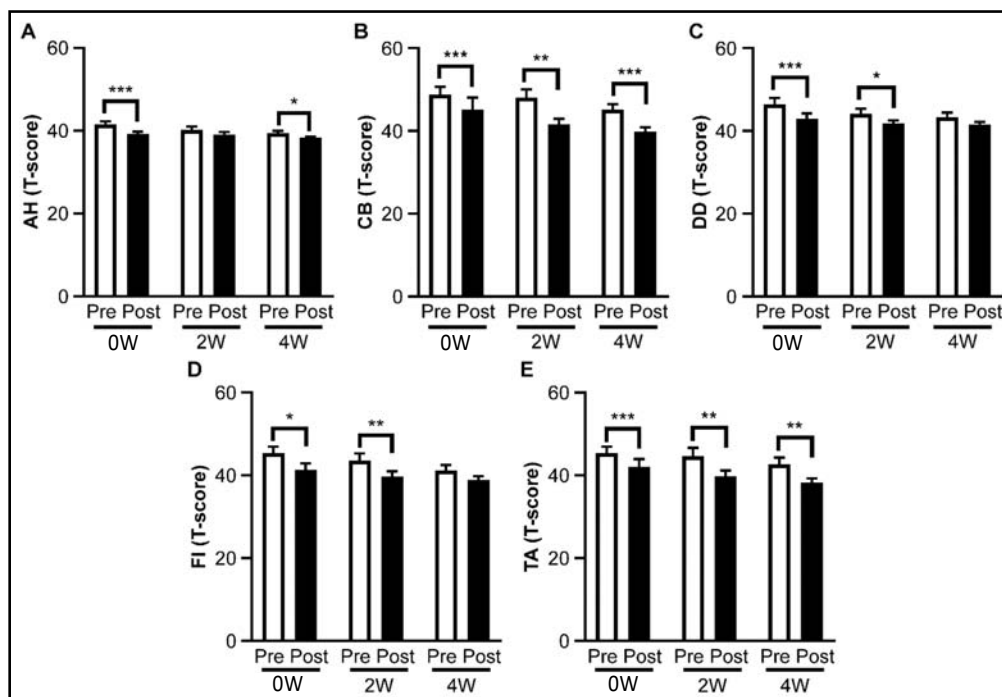 A
60
40
20
0
AH (T-score)
***
*
Pre Post Pre Post Pre Post
0W 2W 4W
B
60
40
20
0
CB (T-score)
***
**
***
Pre Post Pre Post Pre Post
0W 2W 4W
C
60
40
20
0
DD (T-score)
***
*
Pre Post Pre Post Pre Post
0W 2W 4W
D
60
40
20
0
FI (T-score)
*
**
Pre Post Pre Post Pre Post
0W 2W 4W
E
60
40
20
0
TA (T-score)
***
**
**
Pre Post Pre Post Pre Post
0W 2W 4W